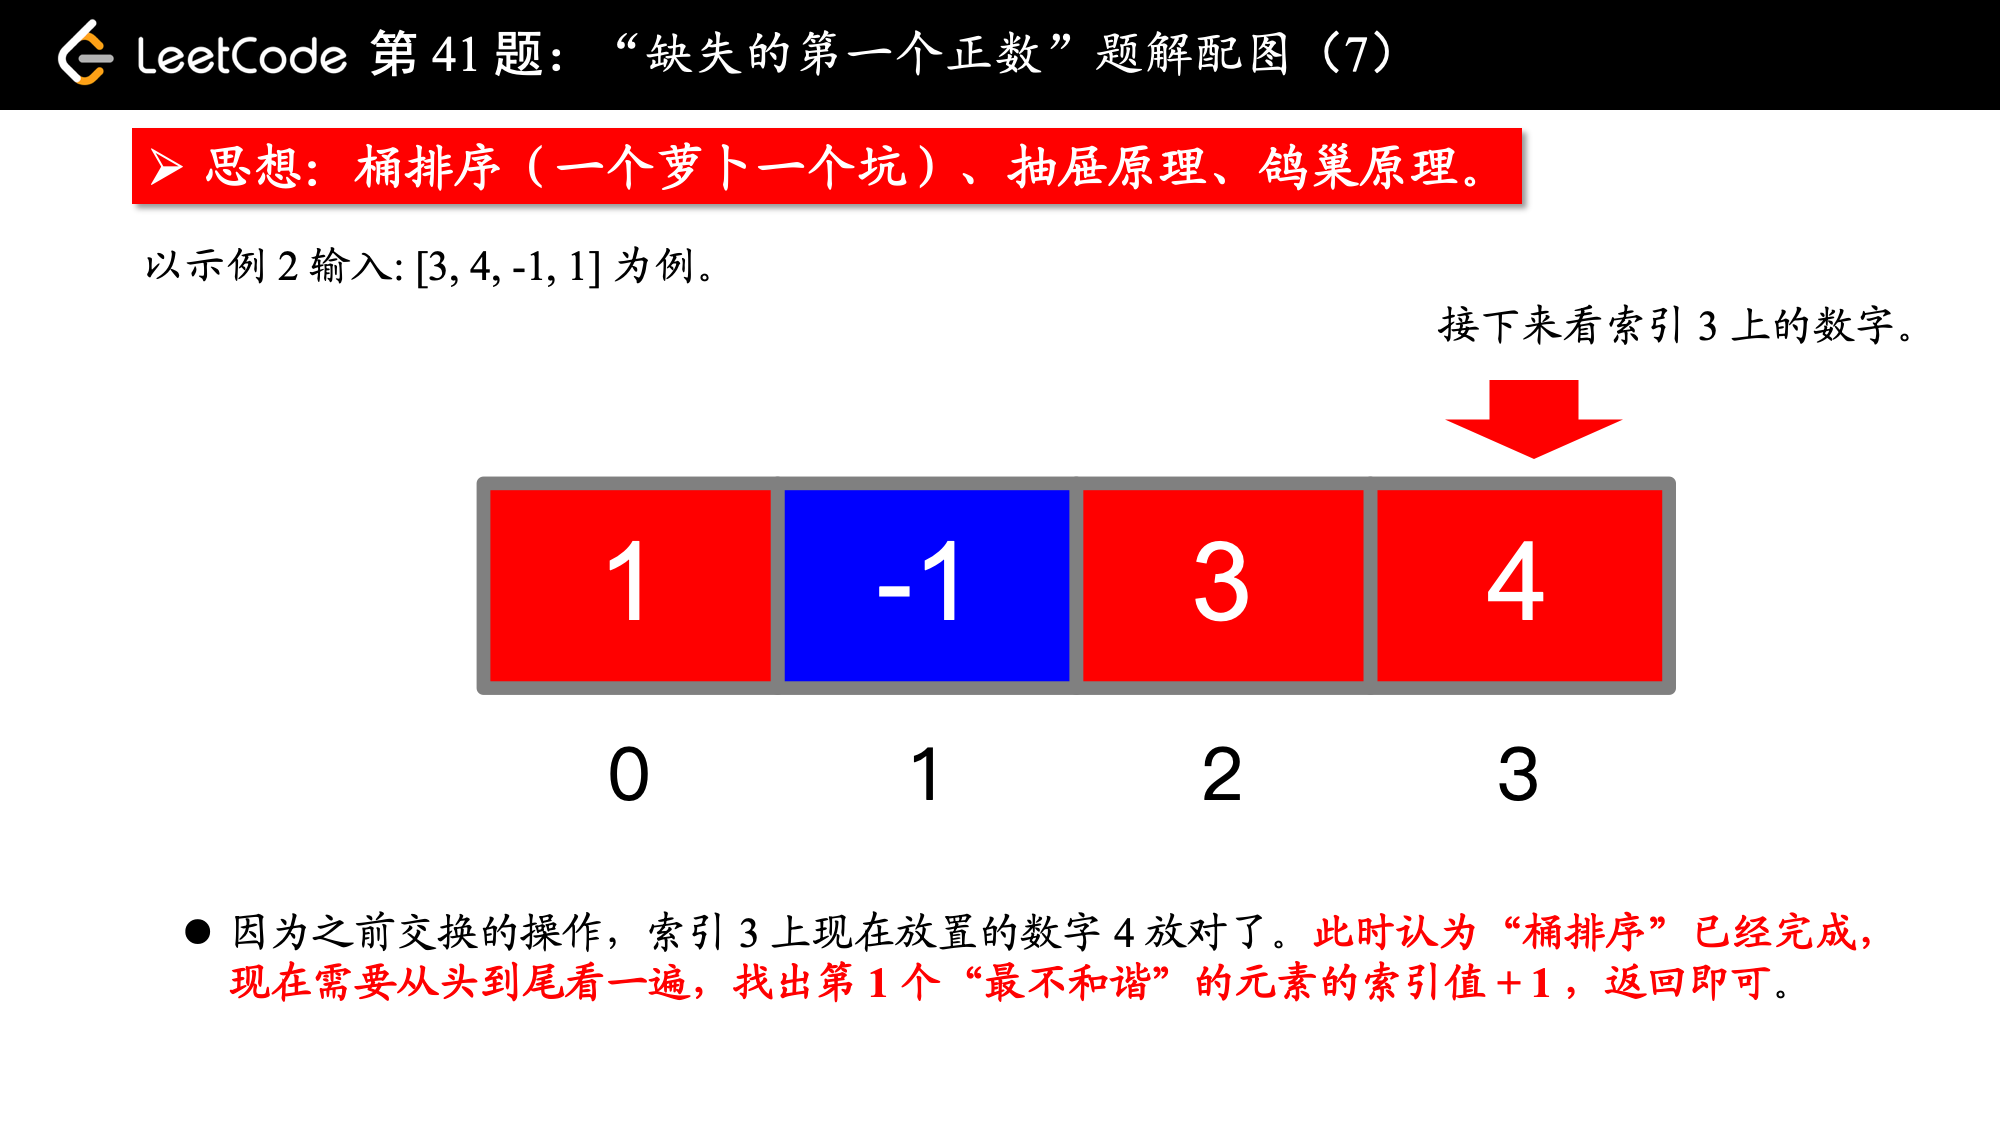 LeetCode 第 41 题：“缺失的第一个正数”题解配图（7）
思想：桶排序（一个萝卜一个坑）、抽屉原理、鸽巢原理。
以示例 2 输入: [3, 4, -1, 1] 为例。
接下来看索引 3 上的数字。
1 -1 3 4
0 1 2 3
因为之前交换的操作，索引 3 上现在放置的数字 4 放对了。此时认为“桶排序”已经完成，
现在需要从头到尾看一遍，找出第 1 个“最不和谐”的元素的索引值 + 1 ，返回即可。